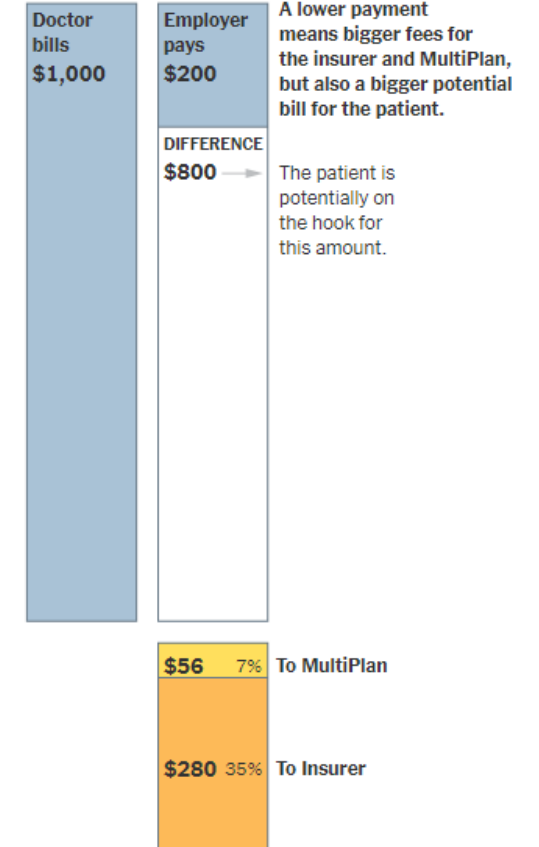 Doctor
bills
$1,000
Employer
pays
$200
A lower payment
means bigger fees for
the insurer and MultiPlan,
but also a bigger potential
bill for the patient.
DIFFERENCE
$800
The patient is
potentially on
the hook for
this amount.
$56 7% To MultiPlan
$280 35% To Insurer